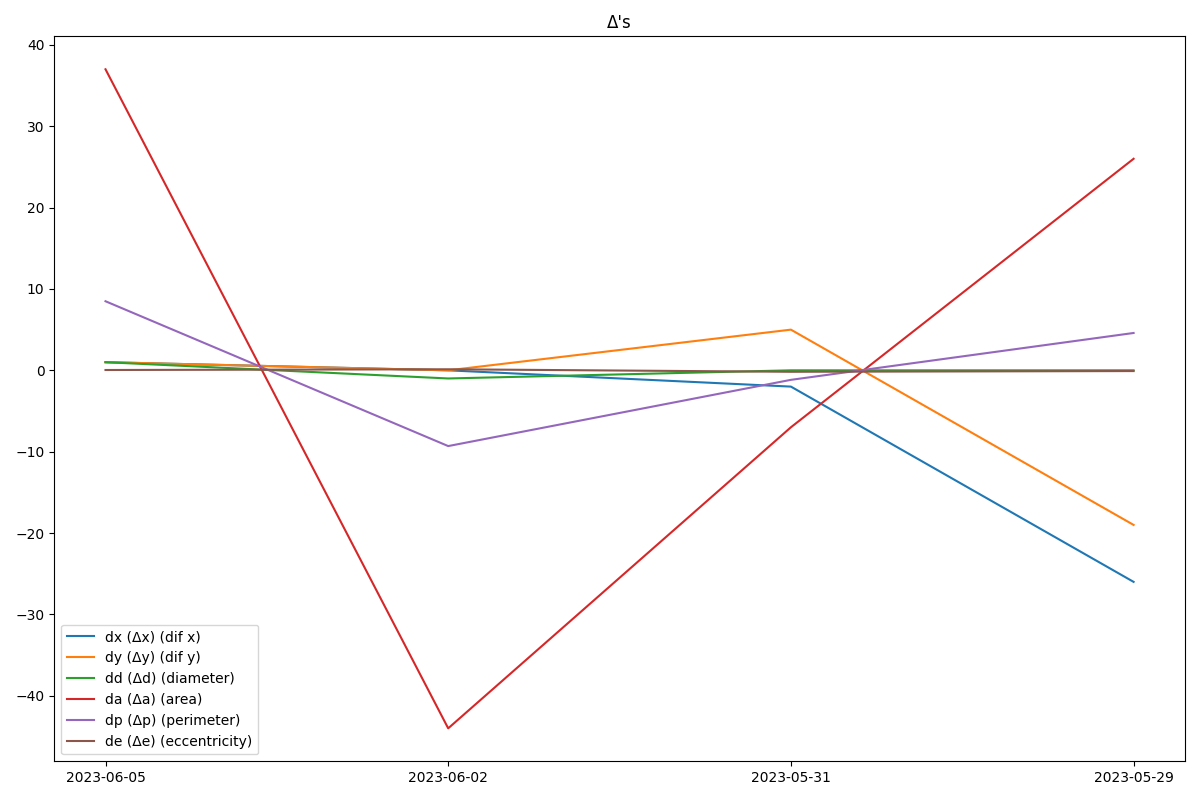 Δ's
40
30
20
10
0
−10
−20
−30
−40
dx (Δx) (dif x)
dy (Δy) (dif y)
dd (Δd) (diameter)
da (Δa) (area)
dp (Δp) (perimeter)
de (Δe) (eccentricity)
2023-06-05 2023-06-02 2023-05-31 2023-05-29